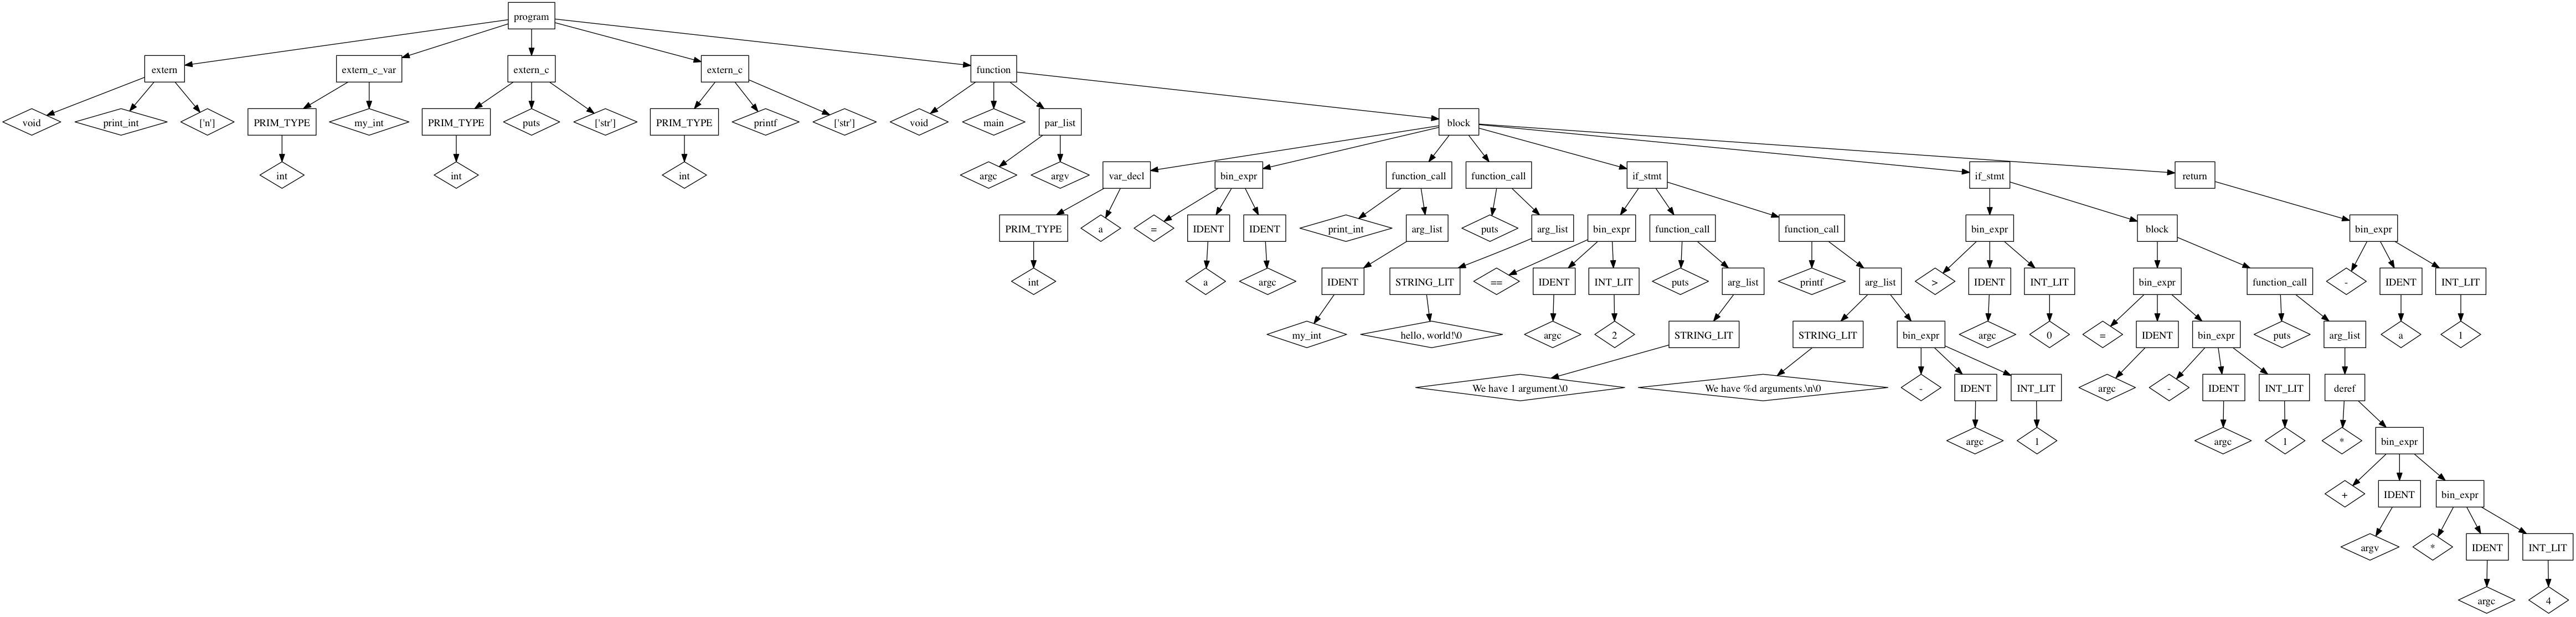 program
extern extern_c_var extern_c extern_c function
void print_int ['n'] PRIM_TYPE my_int PRIM_TYPE puts ['str'] PRIM_TYPE printf ['str'] void main par_list block
int int int argc argv var_decl bin_expr function_call function_call if_stmt if_stmt return
PRIM_TYPE a = IDENT IDENT print_int arg_list puts arg_list bin_expr function_call function_call bin_expr block bin_expr
int a argc IDENT STRING_LIT == IDENT INT_LIT puts arg_list printf arg_list > IDENT INT_LIT bin_expr function_call - IDENT INT_LIT
my_int hello, world!\0 argc 2 STRING_LIT STRING_LIT bin_expr argc 0 = IDENT bin_expr puts arg_list a 1
We have 1 argument.\0 We have %d arguments.\n\0 - IDENT INT_LIT argc - IDENT INT_LIT deref
argc 1 argc 1 * bin_expr
+ IDENT bin_expr
argv * IDENT INT_LIT
argc 4